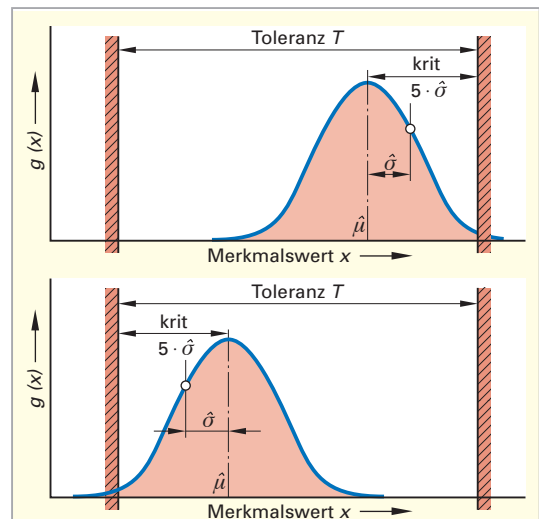 Toleranz T
krit
5 · σ̂
g (x)
σ̂
μ̂
Merkmalswert x
Toleranz T
krit
5 · σ̂
g (x)
σ̂
μ̂
Merkmalswert x